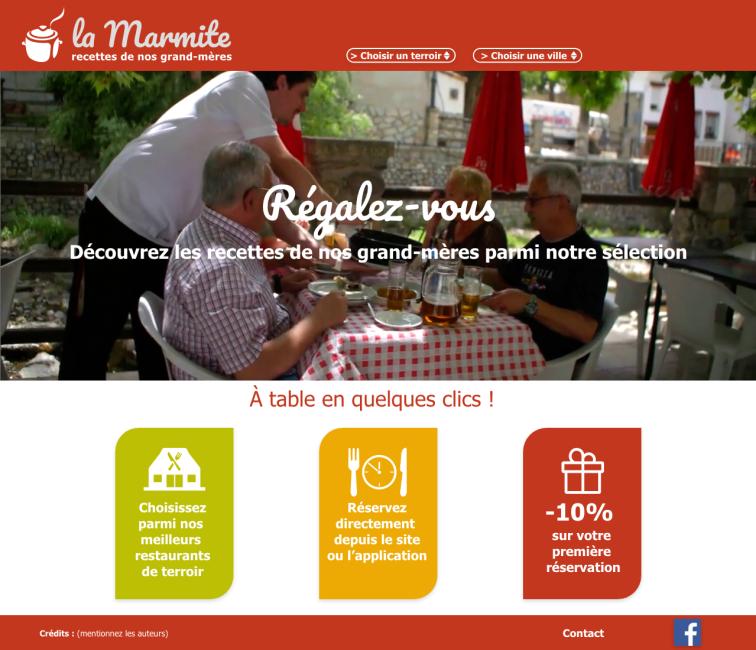 la Marmite
recettes de nos grand-mères
> Choisir un terroir
> Choisir une ville
Régalez-vous
Découvrez les recettes de nos grand-mères parmi notre sélection
À table en quelques clics !
Choisissez
parmi nos
meilleurs
restaurants
de terroir
Réservez
directement
depuis le site
ou l'application
-10%
sur votre
première
réservation
Crédits : (mentionnez les auteurs)
Contact
f